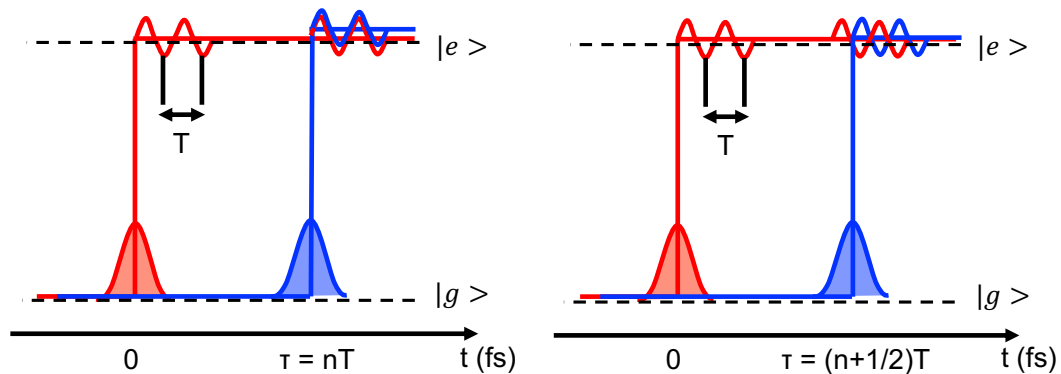 |e >
T
|g >
0
τ = nT
t (fs)
|e >
T
|g >
0
τ = (n+1/2)T
t (fs)